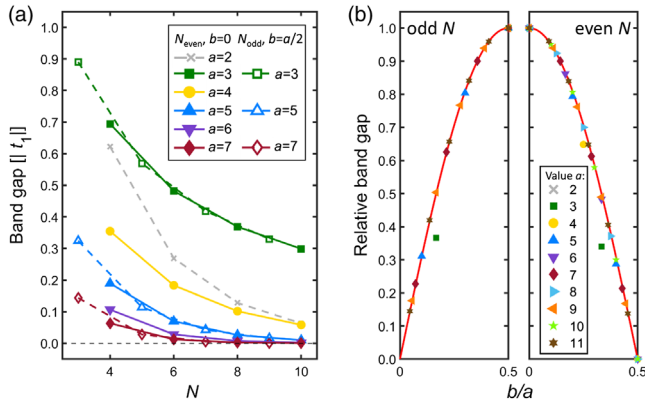 (a)
1.0
0.9
0.8
0.7
0.6
0.5
0.4
0.3
0.2
0.1
0.0
Band gap [| t₁|]
4
6
8
10
N
N_even, b=0 N_odd, b=a/2
a=2
a=3 a=3
a=4
a=5 a=5
a=6
a=7 a=7
(b)
odd N
even N
1.0
0.9
0.8
0.7
0.6
0.5
0.4
0.3
0.2
0.1
0.0
Relative band gap
Value a:
2
3
4
5
6
7
8
9
10
11
0 0.5 0 0.5
b/a